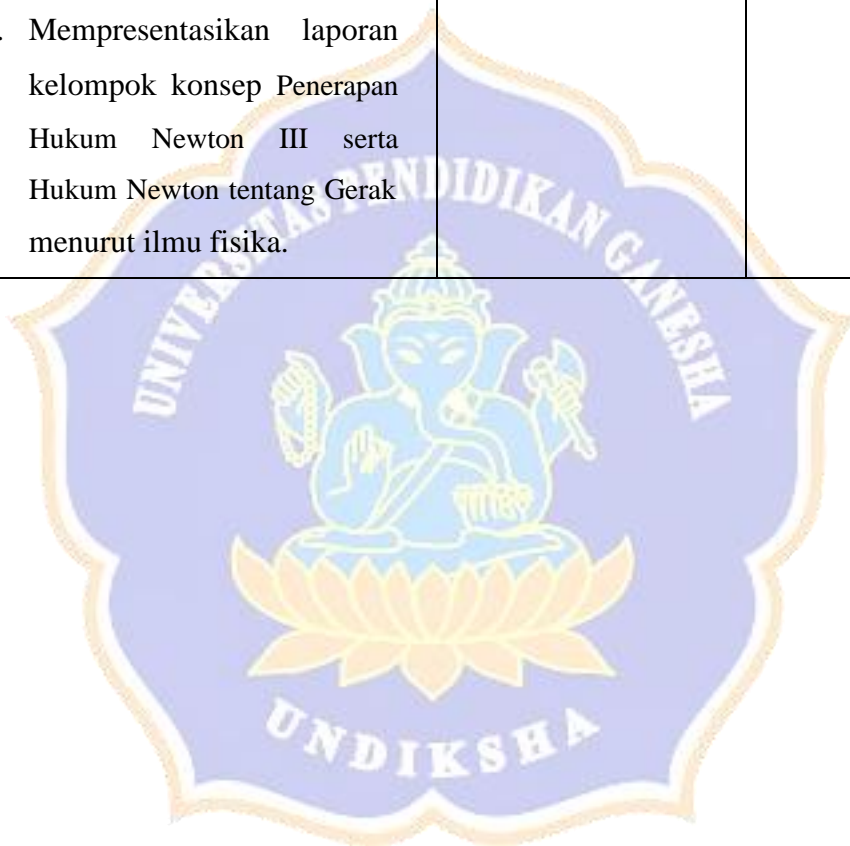 . Mempresentasikan laporan
kelompok konsep Penerapan
Hukum Newton III serta
Hukum Newton tentang Gerak
menurut ilmu fisika.
UNIVERSITAS PENDIDIKAN GANESHA
UNDIKSHA